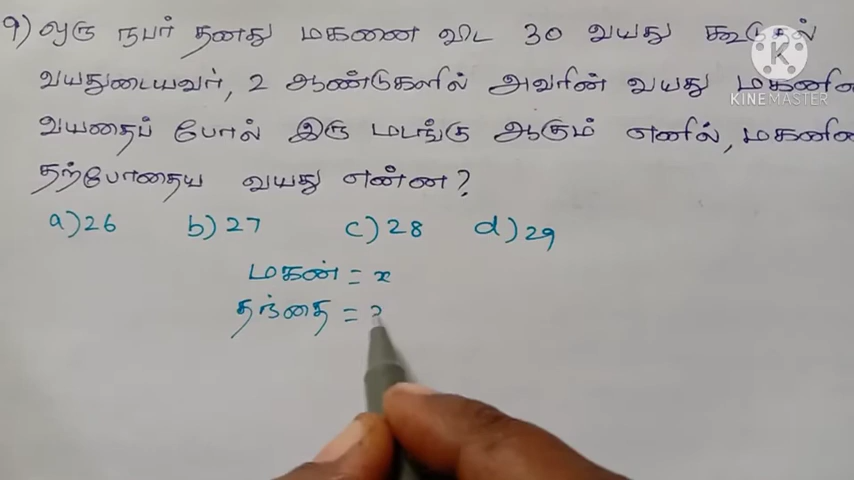 9) ஒரு நபர் தனது மகனை விட 30 வயது கூடுதல்
வயதுடையவர், 2 ஆண்டுகளில் அவரின் வயது மகனின்
வயதைப் போல் இரு மடங்கு ஆகும் எனில், மகனின்
தற்போதைய வயது என்ன?
a) 26 b) 27 c) 28 d) 29
மகன் = x
தந்தை =
KINEMASTER